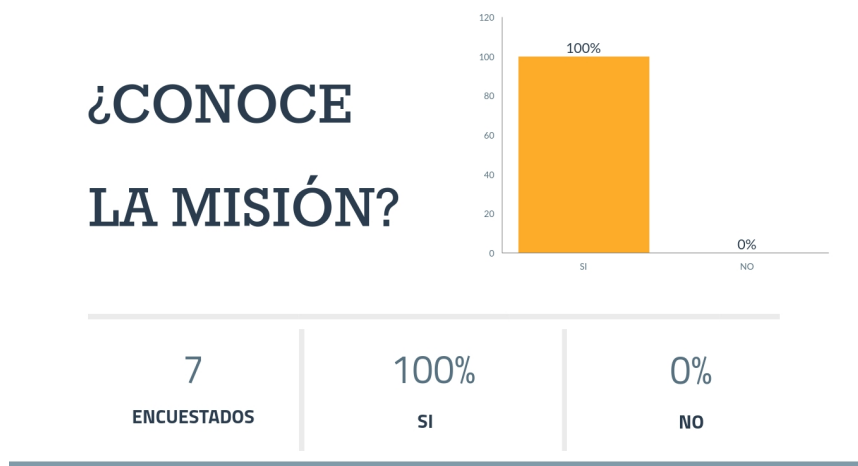 ¿CONOCE
LA MISIÓN?
120
100
80
60
40
20
0
100%
0%
SI
NO
7
ENCUESTADOS
100%
SI
0%
NO